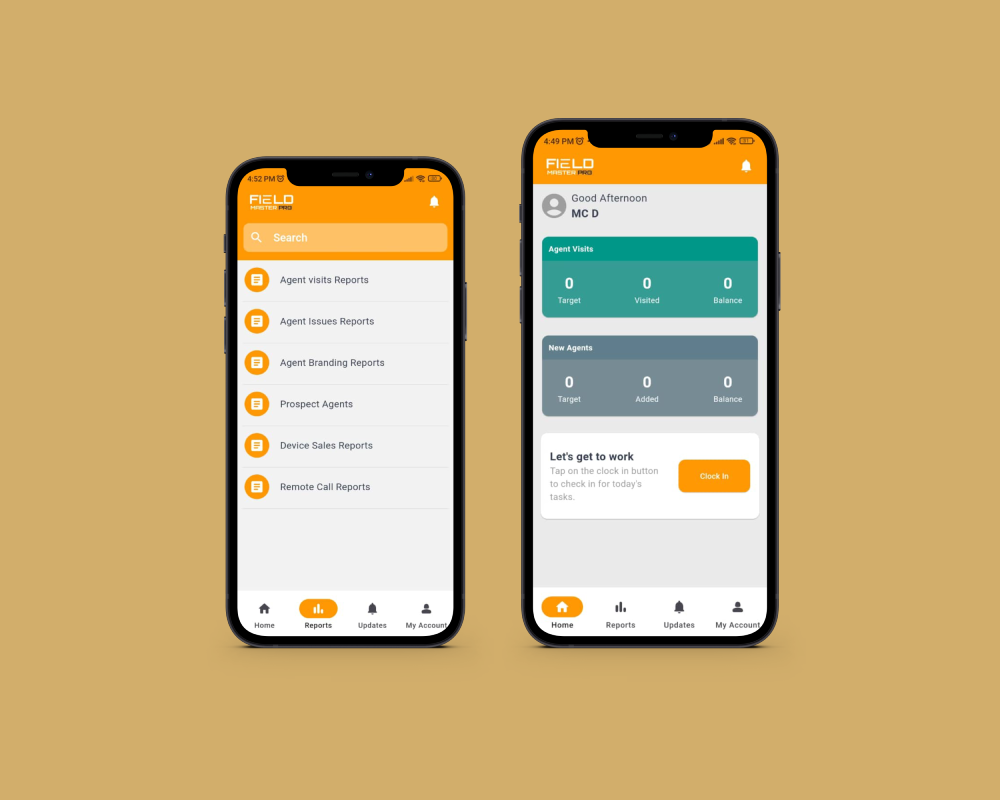 4:52 PM
FIELD
MASTER PRO
Search
Agent visits Reports
Agent Issues Reports
Agent Branding Reports
Prospect Agents
Device Sales Reports
Remote Call Reports
Home Reports Updates My Account
4:49 PM
FIELD
MASTER PRO
Good Afternoon
MC D
Agent Visits
0 0 0
Target Visited Balance
New Agents
0 0 0
Target Added Balance
Let's get to work
Tap on the clock in button
to check in for today's
tasks.
Clock In
Home Reports Updates My Account